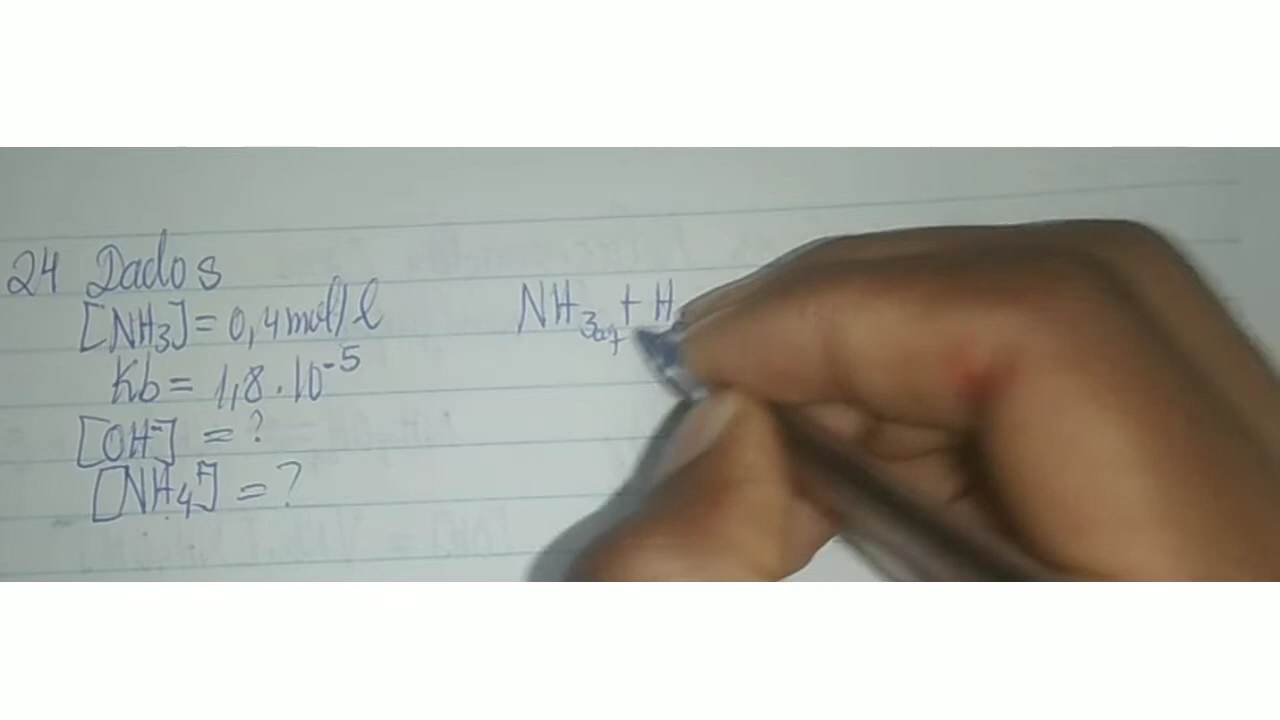 24 Dados
[NH₃] = 0,4 mol/l
Kb = 1,8 . 10⁻⁵
[OH⁻] = ?
[NH₄⁺] = ?
NH₃aq + H